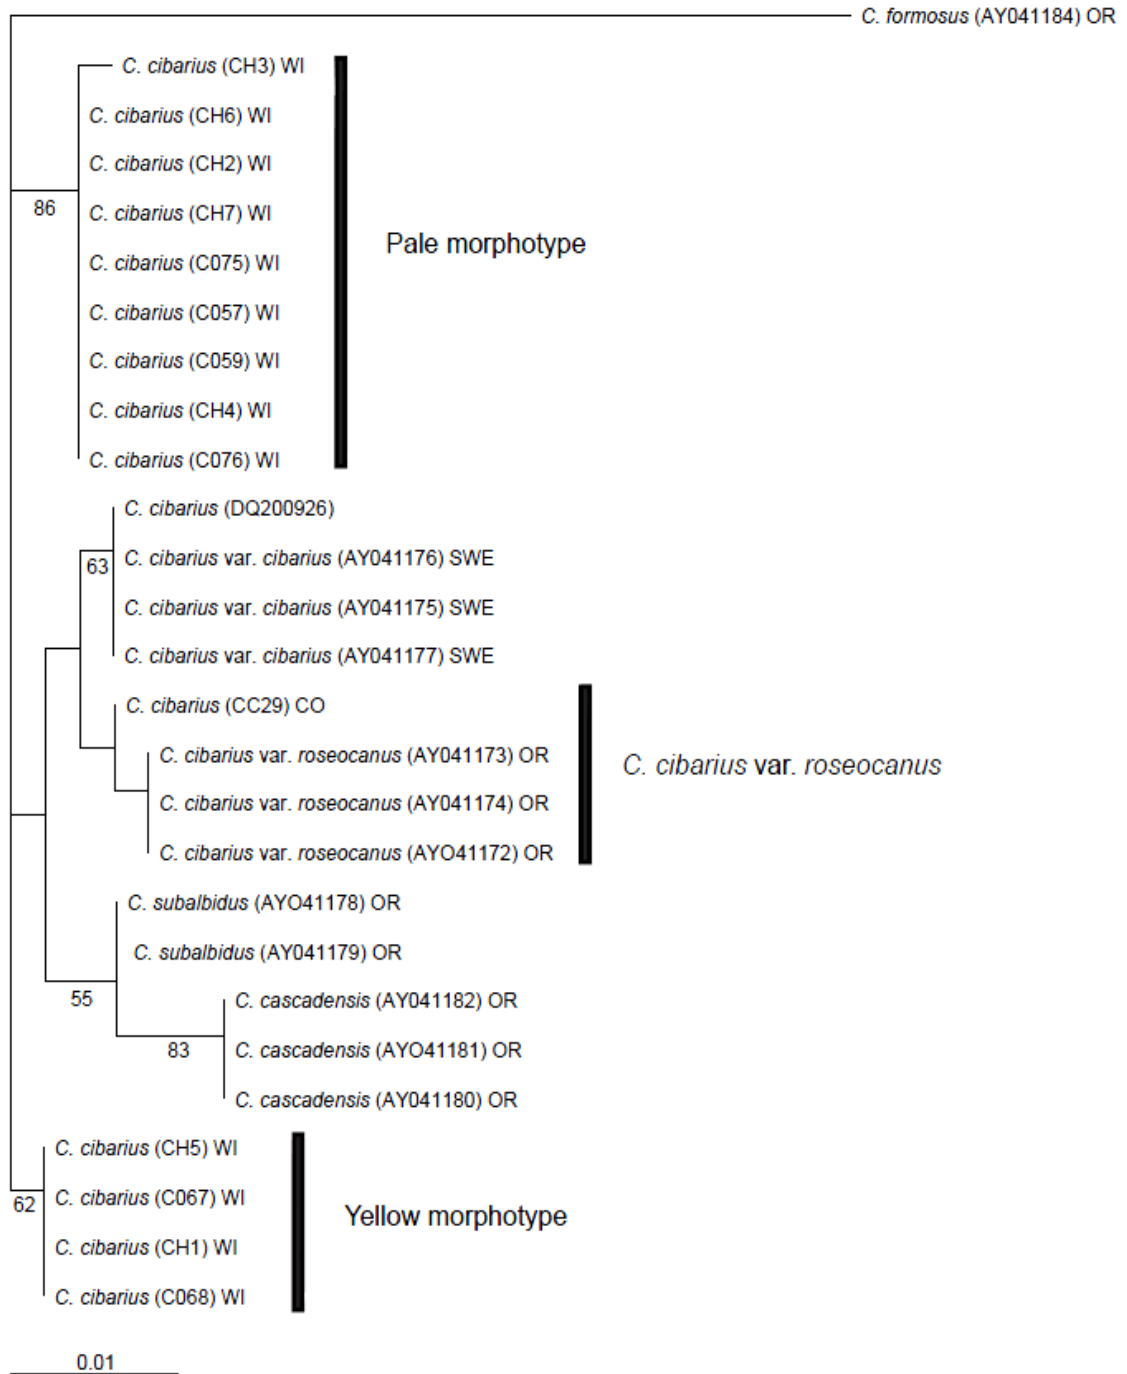 C. formosus (AY041184) OR
C. cibarius (CH3) WI
C. cibarius (CH6) WI
C. cibarius (CH2) WI
86
C. cibarius (CH7) WI
Pale morphotype
C. cibarius (C075) WI
C. cibarius (C057) WI
C. cibarius (C059) WI
C. cibarius (CH4) WI
C. cibarius (C076) WI
C. cibarius (DQ200926)
63
C. cibarius var. cibarius (AY041176) SWE
C. cibarius var. cibarius (AY041175) SWE
C. cibarius var. cibarius (AY041177) SWE
C. cibarius (CC29) CO
C. cibarius var. roseocanus (AY041173) OR
C. cibarius var. roseocanus
C. cibarius var. roseocanus (AY041174) OR
C. cibarius var. roseocanus (AYO41172) OR
C. subalbidus (AYO41178) OR
C. subalbidus (AY041179) OR
55
C. cascadensis (AY041182) OR
83
C. cascadensis (AYO41181) OR
C. cascadensis (AY041180) OR
C. cibarius (CH5) WI
62
C. cibarius (C067) WI
Yellow morphotype
C. cibarius (CH1) WI
C. cibarius (C068) WI
0.01